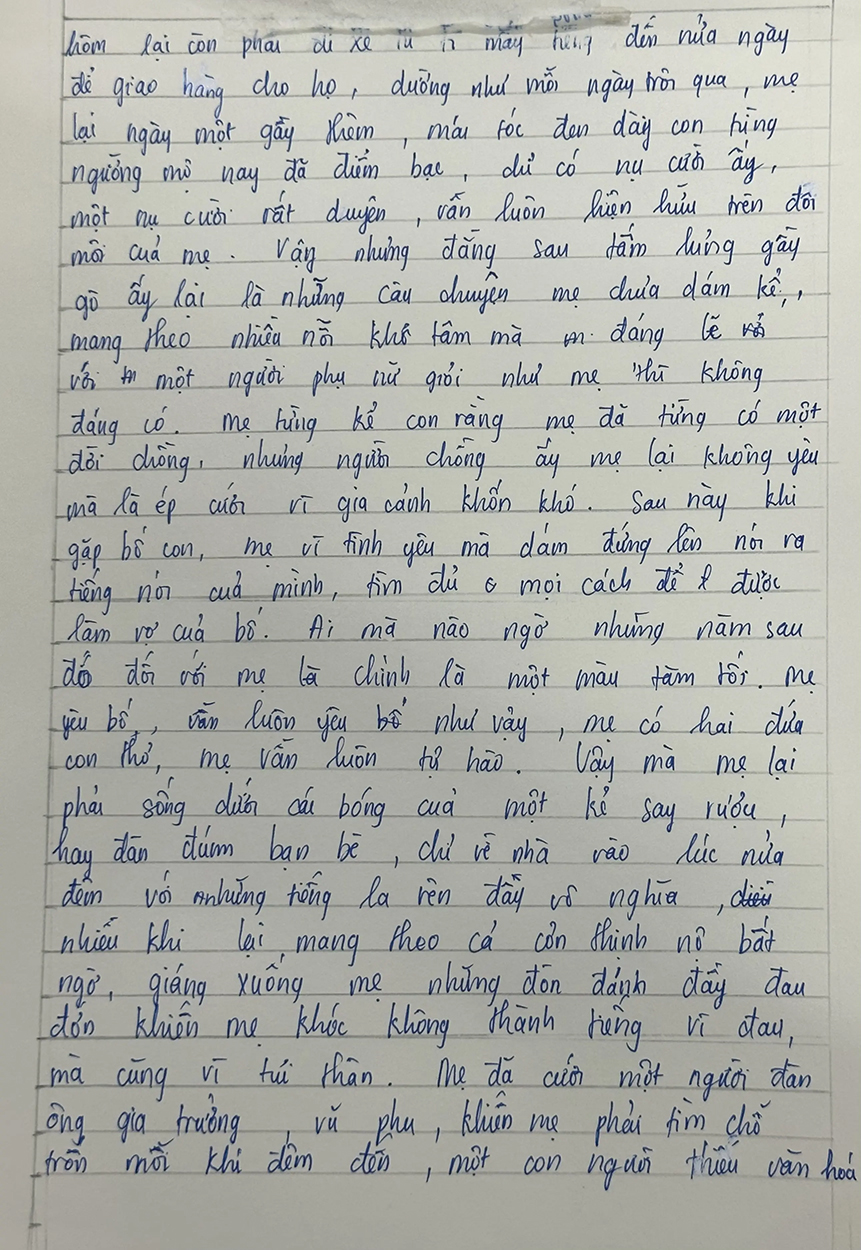 hôm lại còn phải đi xe từ mấy tiếng đến nửa ngày
để giao hàng cho họ, dường như mỗi ngày trôi qua, mẹ
lại ngày một gầy thêm, mái tóc đen dày con từng
ngưỡng mộ nay đã điểm bạc, chỉ có nụ cười ấy,
một nụ cười rất duyên, vẫn luôn hiện hữu trên đôi
môi của mẹ. Vậy nhưng đằng sau tấm lưng gầy
gò ấy lại là những câu chuyện mẹ chưa dám kể,
mang theo nhiều nỗi khổ tâm mà đáng lẽ
với một người phụ nữ giỏi như mẹ thì không
đáng có. Mẹ từng kể con rằng mẹ đã từng có một
đời chồng, nhưng người chồng ấy mẹ lại không yêu
mà là ép cưới vì gia cảnh khốn khó. Sau này khi
gặp bố con, mẹ vì tình yêu mà dám đứng lên nói ra
tiếng nói của mình, tìm đủ mọi cách để được
làm vợ của bố. Ai mà nào ngờ những năm sau
đó đối với mẹ chính là một màu tăm tối. Mẹ
yêu bố, vẫn luôn yêu bố như vậy, mẹ có hai đứa
con thơ, mẹ vẫn luôn tự hào. Vậy mà mẹ lại
phải sống dưới cái bóng của một kẻ say rượu,
hay đàn đúm bạn bè, chỉ về nhà vào lúc nửa
đêm với những tiếng la rên đầy vô nghĩa,
nhiều khi lại mang theo cả cơn thịnh nộ bất
ngờ, giáng xuống mẹ những đòn đánh đầy đau
đớn khiến mẹ khóc không thành tiếng vì đau,
mà cũng vì tủi thân. Mẹ đã cưới một người đàn
ông gia trưởng, vũ phu, khiến mẹ phải tìm chỗ
trốn mỗi khi đêm đến, một con người thiếu văn hoá